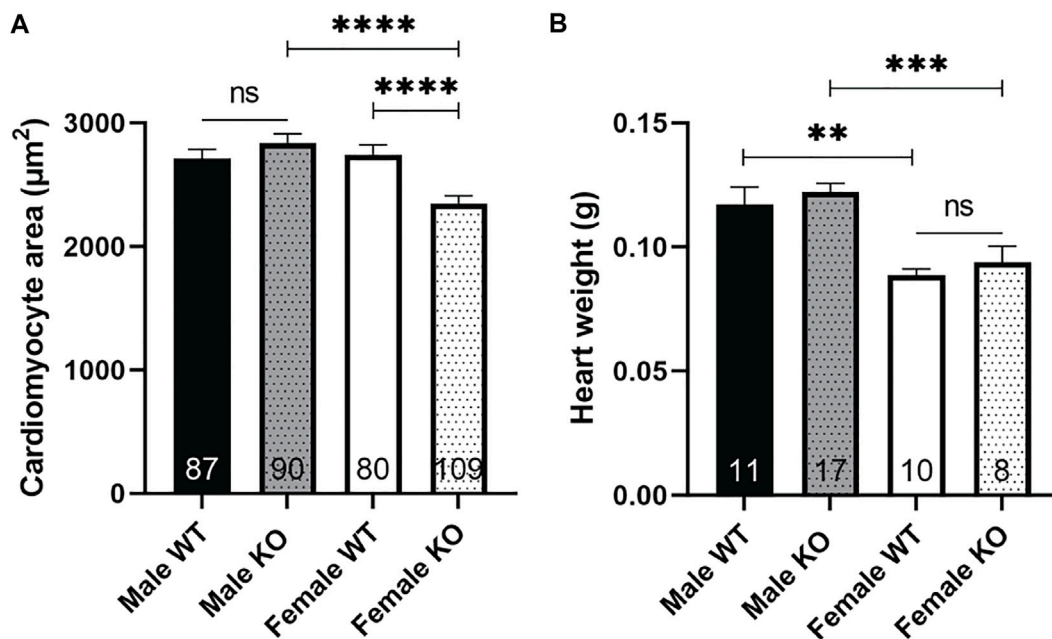 A
****
****
ns
Cardiomyocyte area (µm²)
3000
2000
1000
0
87
90
80
109
Male WT
Male KO
Female WT
Female KO
B
***
**
ns
Heart weight (g)
0.15
0.10
0.05
0.00
11
17
10
8
Male WT
Male KO
Female WT
Female KO